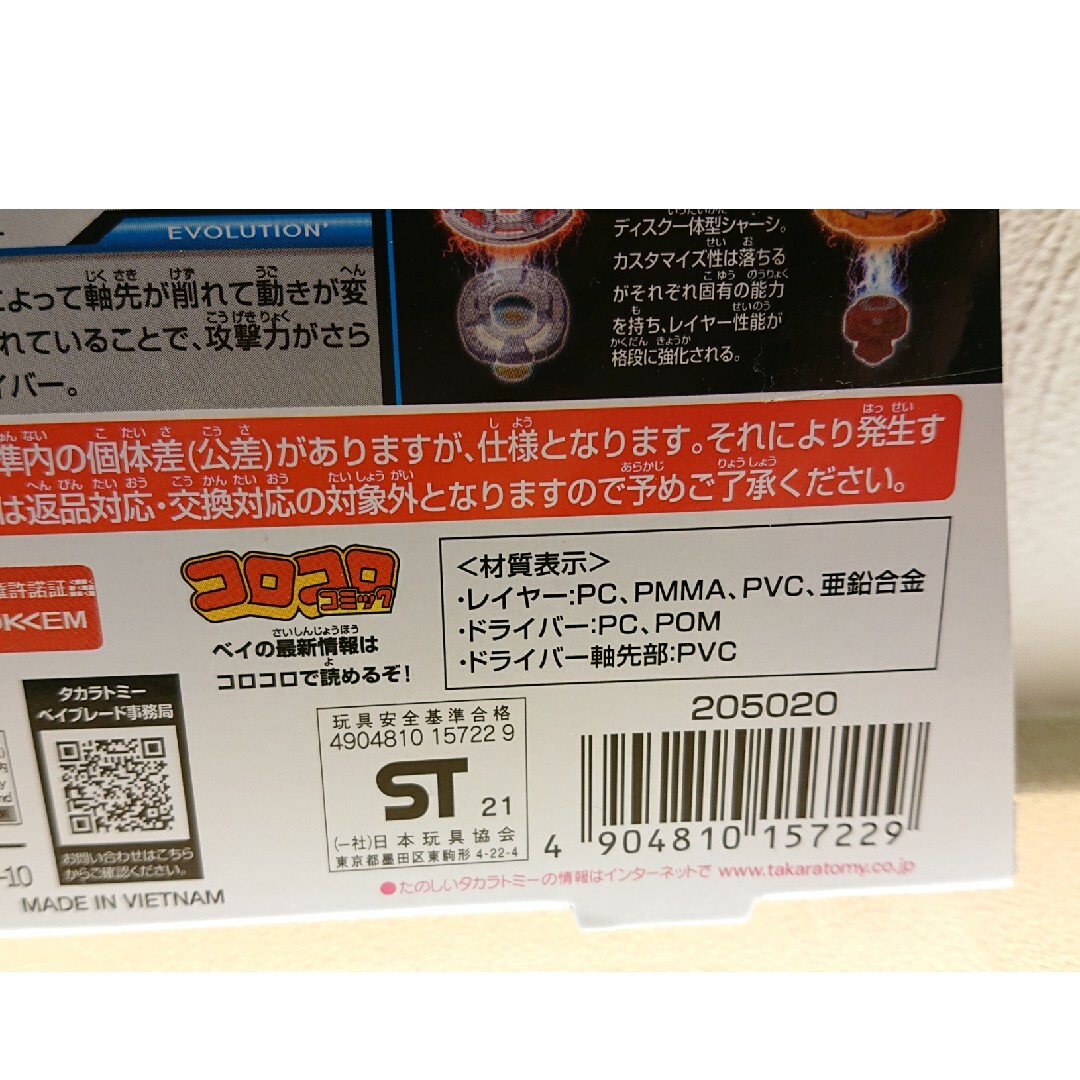 EVOLUTION'
によって軸先が削れて動きが変
れていることで、攻撃力がさら
イバー。
ディスク一体型シャーシ。
カスタマイズ性は落ちる
がそれぞれ固有の能力
を持ち、レイヤー性能が
格段に強化される。
準内の個体差(公差)がありますが、仕様となります。それにより発生す
は返品対応・交換対応の対象外となりますので予めご了承ください。
許諾証
コロコロ
コミック
ベイの最新情報は
コロコロで読めるぞ!
<材質表示>
・レイヤー:PC、PMMA、PVC、亜鉛合金
・ドライバー:PC、POM
・ドライバー軸先部:PVC
タカラトミー
ベイブレード事務局
お問い合わせはこちら
からご確認ください。
-10
MADE IN VIETNAM
玩具安全基準合格
4904810 15722 9
ST 21
(一社)日本玩具協会
東京都墨田区東駒形 4-22-4
205020
4 904810 157229
●たのしいタカラトミーの情報はインターネットで www.takaratomy.co.jp